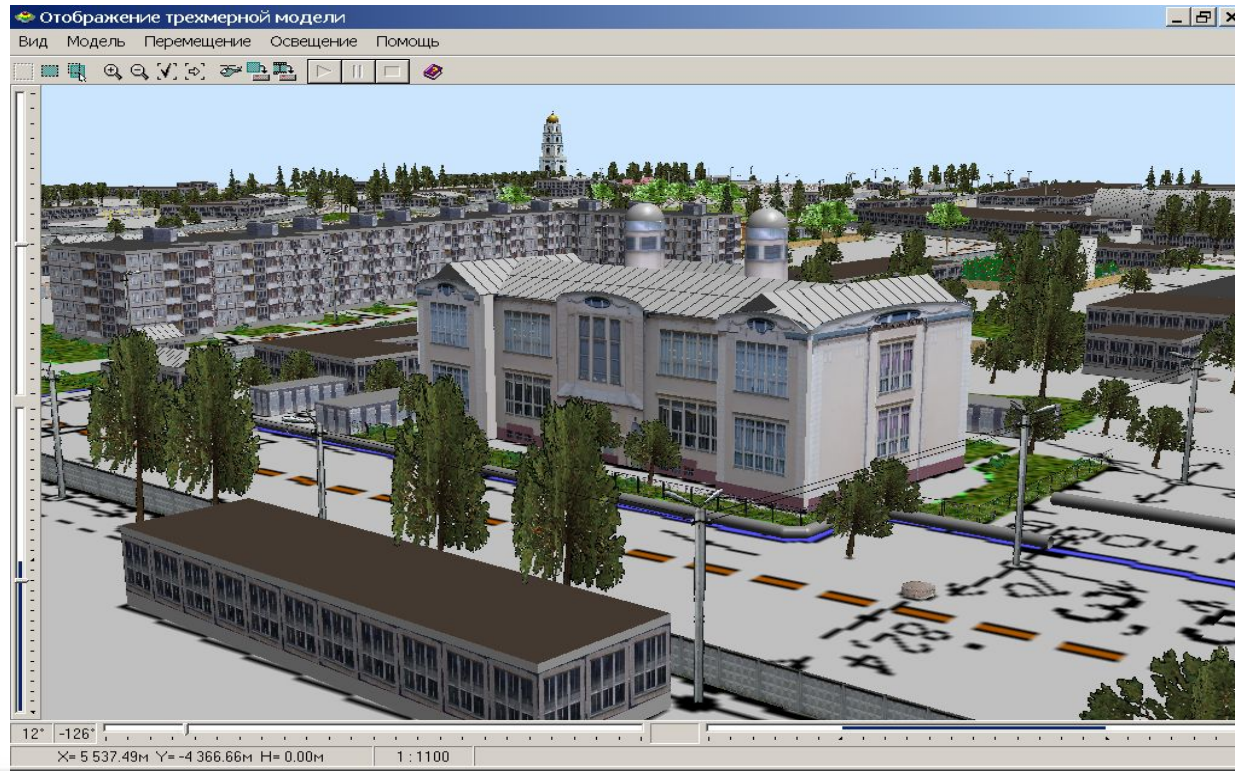 Отображение трехмерной модели
Вид Модель Перемещение Освещение Помощь
12° -126°
X= 5 537.49м Y= -4 366.66м H= 0.00м 1 : 1100